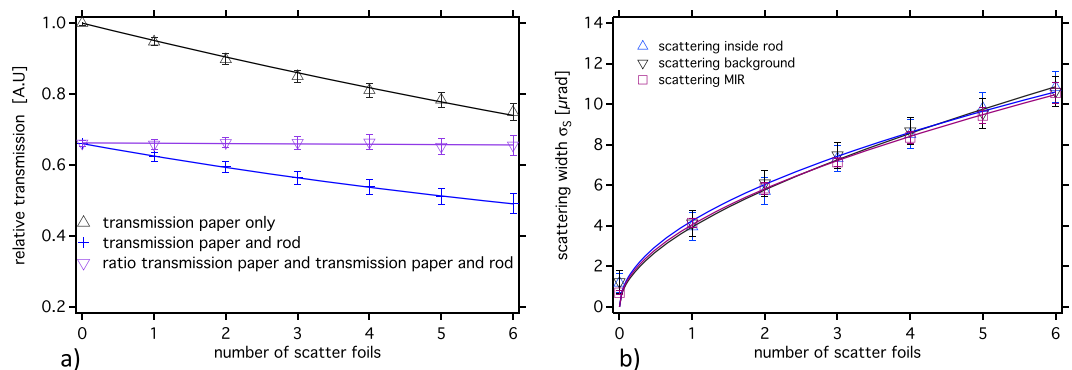 1.0
0.8
0.6
0.4
0.2
relative transmission [A.U]
transmission paper only
transmission paper and rod
ratio transmission paper and transmission paper and rod
0 1 2 3 4 5 6
number of scatter foils
a)
14
12
10
8
6
4
2
0
scattering width σS [µrad]
scattering inside rod
scattering background
scattering MIR
0 1 2 3 4 5 6
number of scatter foils
b)